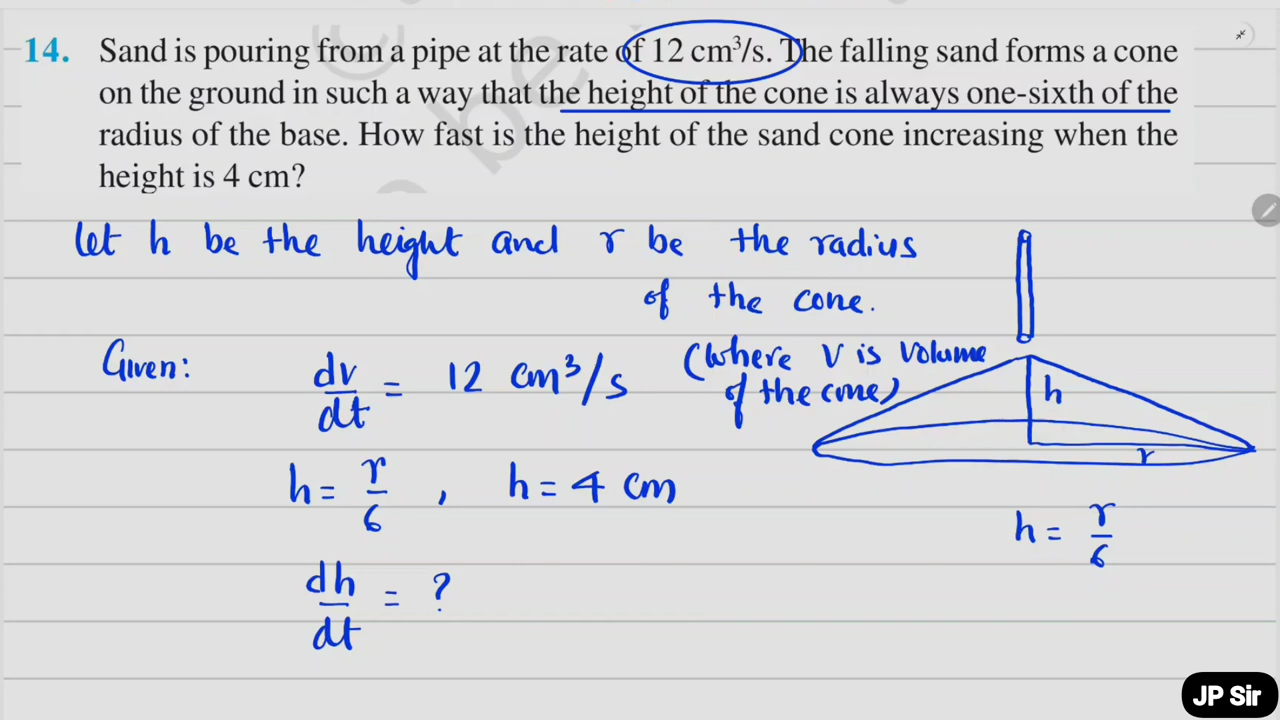 14. Sand is pouring from a pipe at the rate of 12 cm³/s. The falling sand forms a cone
on the ground in such a way that the height of the cone is always one-sixth of the
radius of the base. How fast is the height of the sand cone increasing when the
height is 4 cm?
let h be the height and r be the radius
of the cone.
Given: dv/dt = 12 cm³/s (where V is volume
of the cone)
h
r
h = r/6 , h = 4 cm
h = r/6
dh/dt = ?
JP Sir